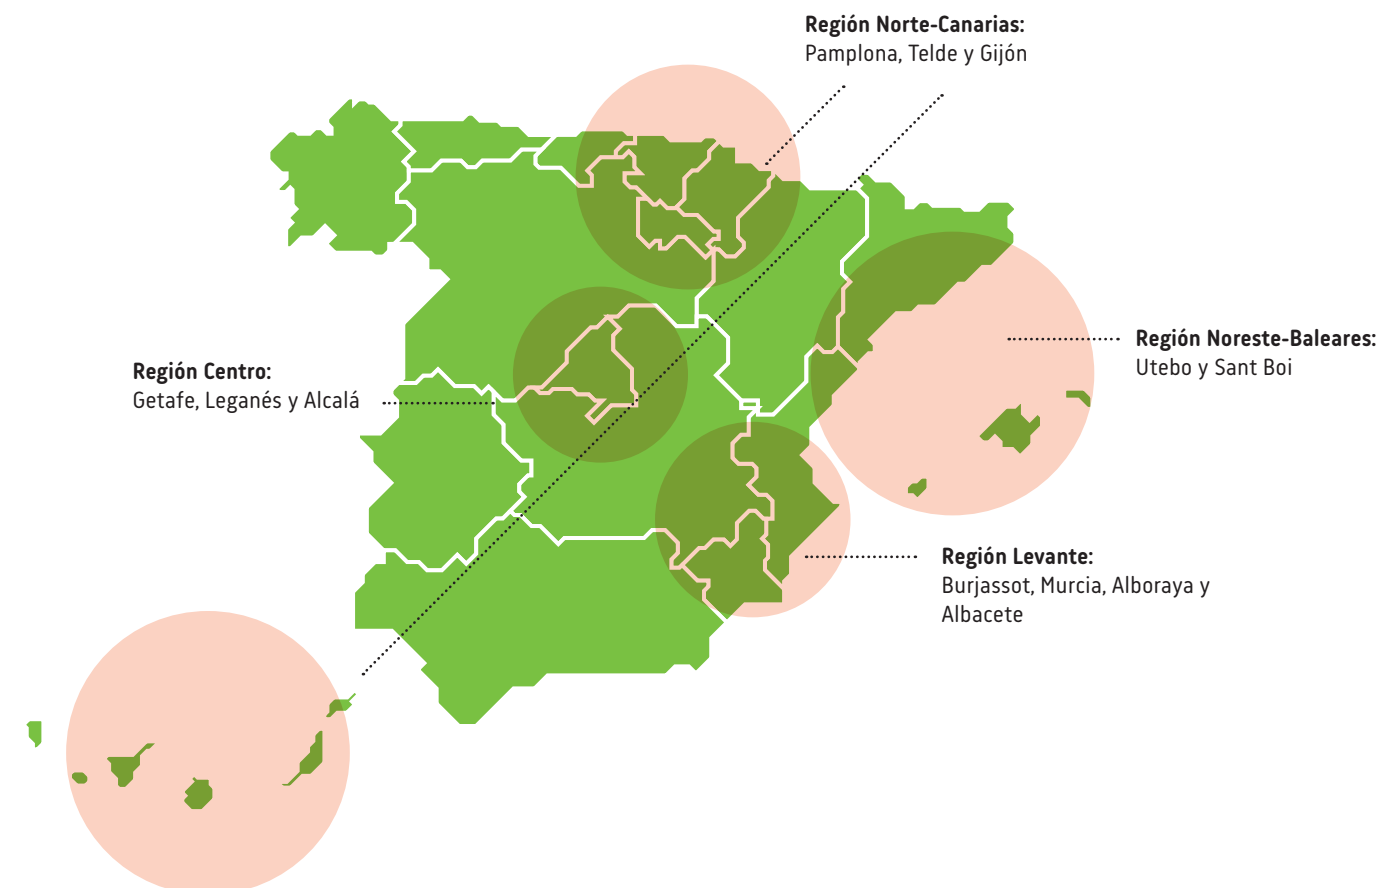 Región Norte-Canarias:
Pamplona, Telde y Gijón
Región Noreste-Baleares:
Utebo y Sant Boi
Región Centro:
Getafe, Leganés y Alcalá
Región Levante:
Burjassot, Murcia, Alboraya y
Albacete